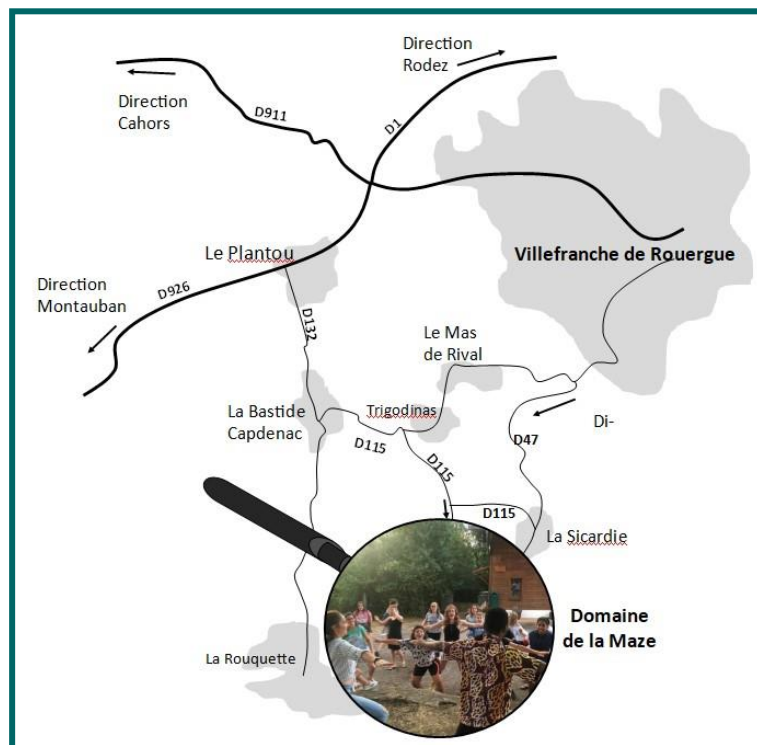 Direction
Rodez
Direction
Cahors
D911
D1
Le Plantou
Villefranche de Rouergue
Direction
Montauban
D926
D132
Le Mas
de Rival
La Bastide
Capdenac
Trigodinas
Di-
D115
D115
D47
D115
La Sicardie
Domaine
de la Maze
La Rouquette